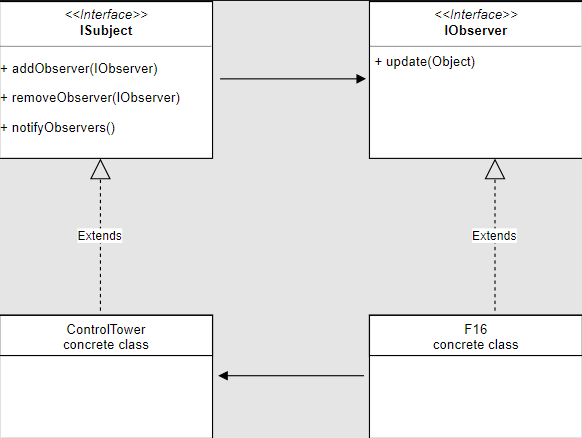 <<Interface>>
ISubject
+ addObserver(IObserver)
+ removeObserver(IObserver)
+ notifyObservers()
<<Interface>>
IObserver
+ update(Object)
Extends
Extends
ControlTower
concrete class
F16
concrete class